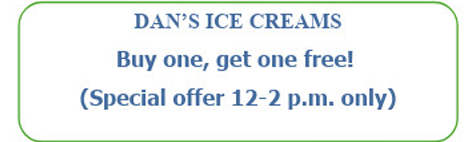 DAN’S ICE CREAMS
Buy one, get one free!
(Special offer 12-2 p.m. only)